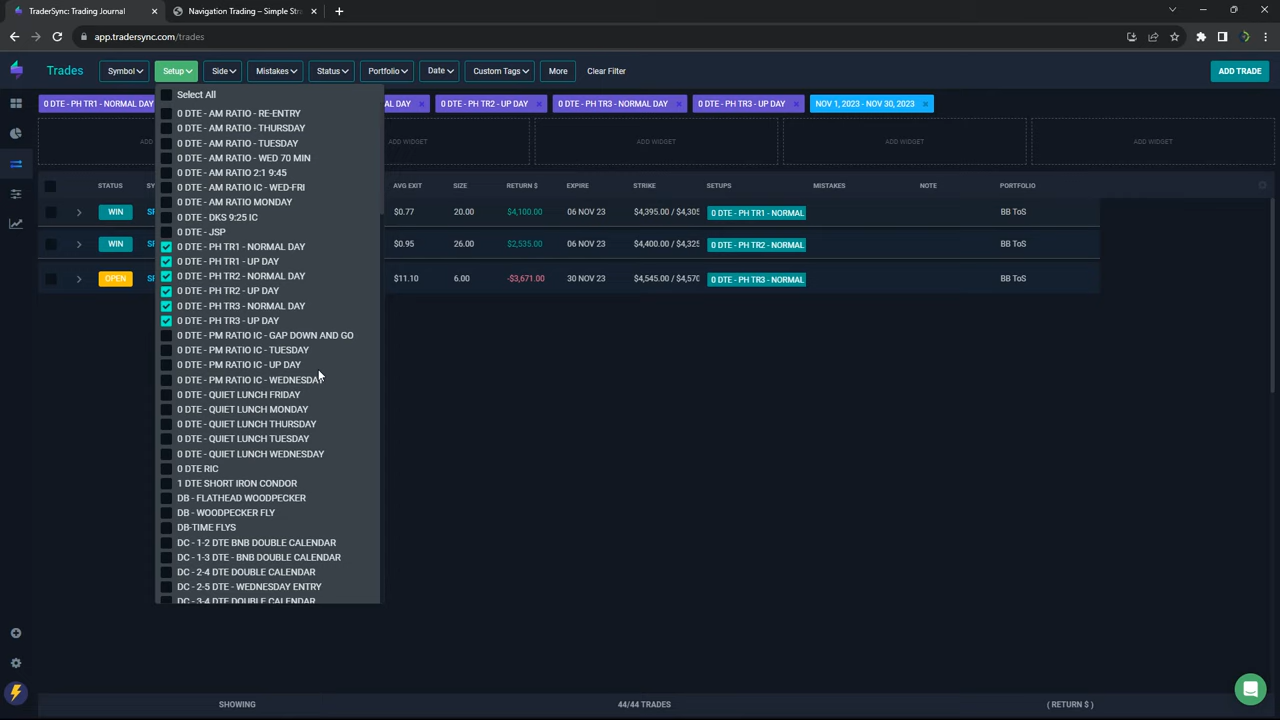 TraderSync Trading Journal
Navigation Trading – Simple Stra
app.tradersync.com/trades
Trades
Symbol
Setup
Side
Mistakes
Status
Portfolio
Date
Custom Tags
More
Clear Filter
ADD TRADE
0 DTE - PH TR1 - NORMAL DAY
0 DTE - PH TR2 - UP DAY
0 DTE - PH TR3 - NORMAL DAY
0 DTE - PH TR3 - UP DAY
NOV 1, 2023 - NOV 30, 2023
ADD WIDGET
ADD WIDGET
ADD WIDGET
ADD WIDGET
STATUS
AVG EXIT
SIZE
RETURN $
EXPIRE
STRIKE
SETUPS
MISTAKES
NOTE
PORTFOLIO
WIN
$0.77
20.00
$4,100.00
06 NOV 23
$4,395.00 / $4,305
0 DTE - PH TR1 - NORMAL
BB ToS
WIN
$0.95
26.00
$2,535.00
06 NOV 23
$4,400.00 / $4,325
0 DTE - PH TR2 - NORMAL
BB ToS
OPEN
$11.10
6.00
-$3,671.00
30 NOV 23
$4,545.00 / $4,570
0 DTE - PH TR3 - NORMAL
BB ToS
Select All
0 DTE - AM RATIO - RE-ENTRY
0 DTE - AM RATIO - THURSDAY
0 DTE - AM RATIO - TUESDAY
0 DTE - AM RATIO - WED 70 MIN
0 DTE - AM RATIO 2:1 9:45
0 DTE - AM RATIO IC - WED-FRI
0 DTE - AM RATIO MONDAY
0 DTE - DKS 9:25 IC
0 DTE - JSP
0 DTE - PH TR1 - NORMAL DAY
0 DTE - PH TR1 - UP DAY
0 DTE - PH TR2 - NORMAL DAY
0 DTE - PH TR2 - UP DAY
0 DTE - PH TR3 - NORMAL DAY
0 DTE - PH TR3 - UP DAY
0 DTE - PM RATIO IC - GAP DOWN AND GO
0 DTE - PM RATIO IC - TUESDAY
0 DTE - PM RATIO IC - UP DAY
0 DTE - PM RATIO IC - WEDNESDAY
0 DTE - QUIET LUNCH FRIDAY
0 DTE - QUIET LUNCH MONDAY
0 DTE - QUIET LUNCH THURSDAY
0 DTE - QUIET LUNCH TUESDAY
0 DTE - QUIET LUNCH WEDNESDAY
0 DTE RIC
1 DTE SHORT IRON CONDOR
DB - FLATHEAD WOODPECKER
DB - WOODPECKER FLY
DB-TIME FLYS
DC - 1-2 DTE BNB DOUBLE CALENDAR
DC - 1-3 DTE - BNB DOUBLE CALENDAR
DC - 2-4 DTE DOUBLE CALENDAR
DC - 2-5 DTE - WEDNESDAY ENTRY
DC - 3-4 DTE DOUBLE CALENDAR
SHOWING
44/44 TRADES
( RETURN $ )